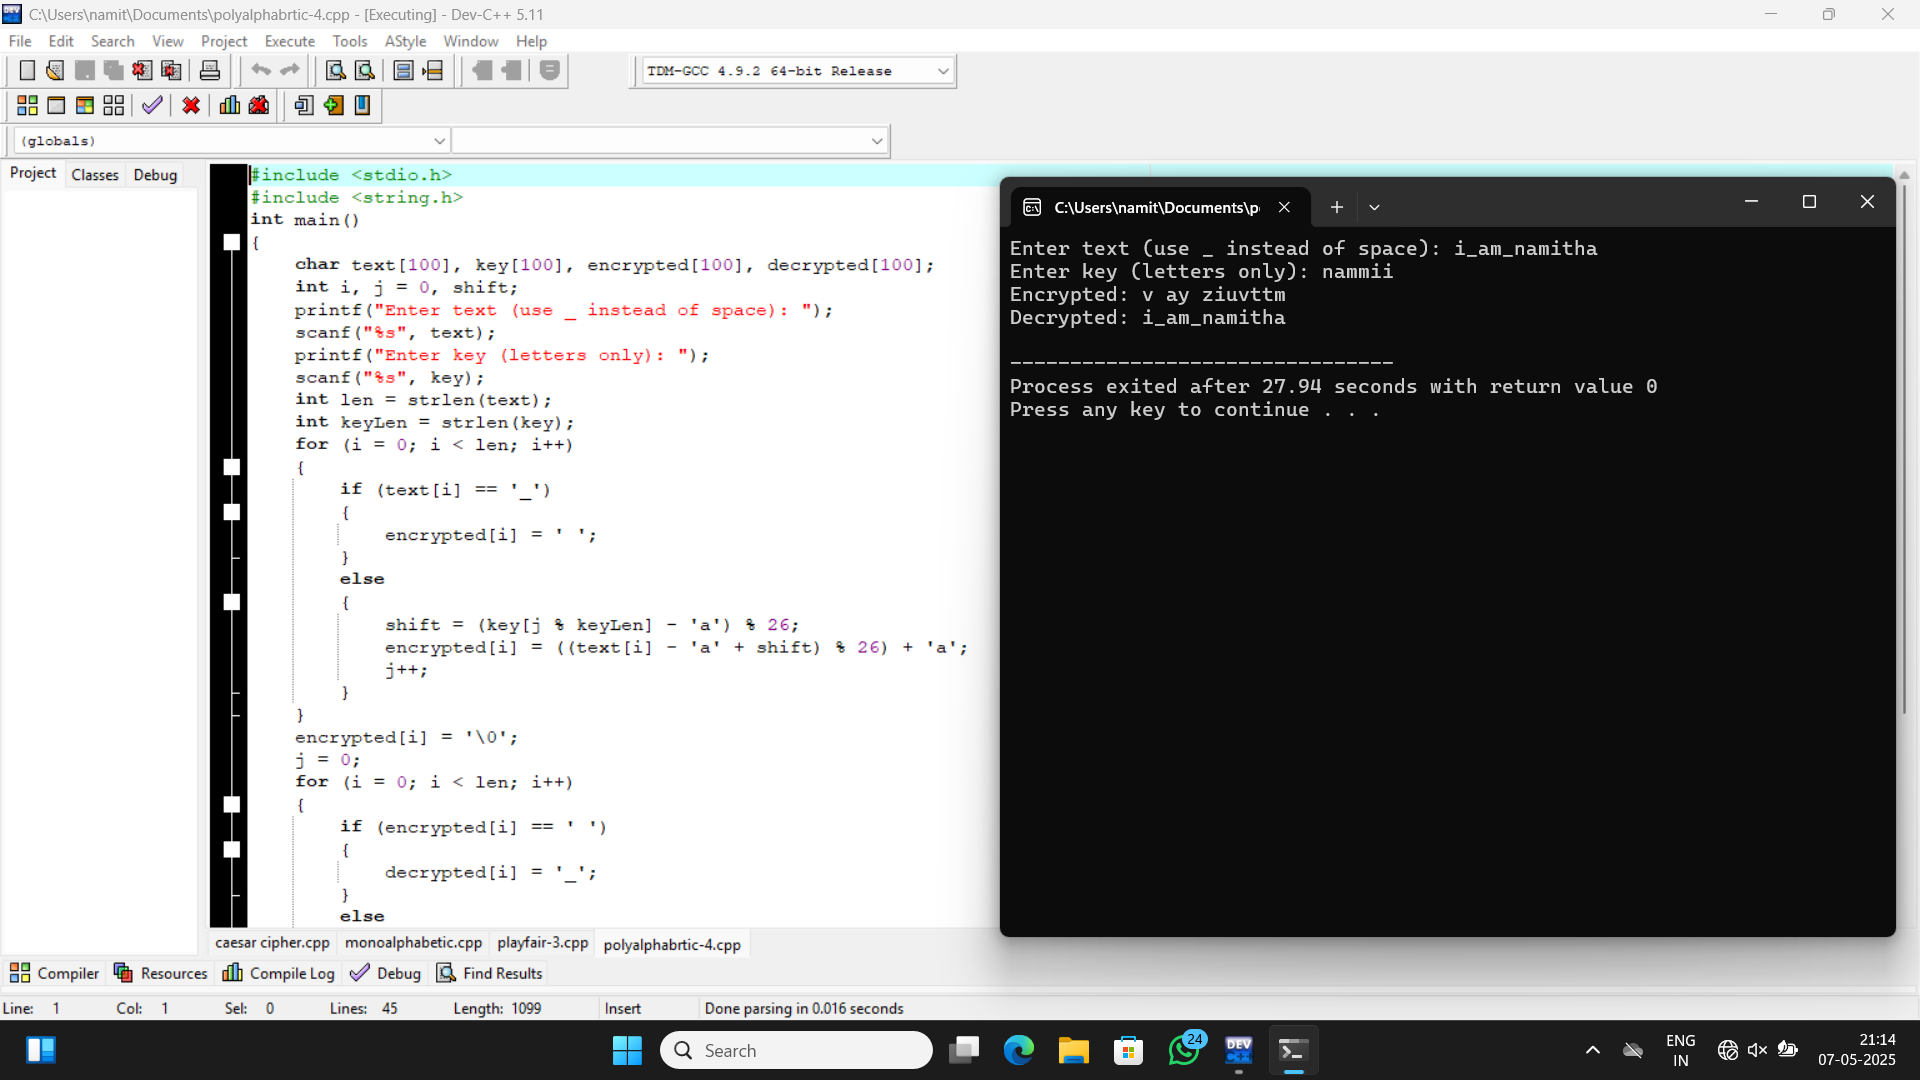 C:\Users\namit\Documents\polyalphabrtic-4.cpp - [Executing] - Dev-C++ 5.11
File Edit Search View Project Execute Tools AStyle Window Help
TDM-GCC 4.9.2 64-bit Release
(globals)
Project Classes Debug
#include <stdio.h>
#include <string.h>
int main()
{
    char text[100], key[100], encrypted[100], decrypted[100];
    int i, j = 0, shift;
    printf("Enter text (use _ instead of space): ");
    scanf("%s", text);
    printf("Enter key (letters only): ");
    scanf("%s", key);
    int len = strlen(text);
    int keyLen = strlen(key);
    for (i = 0; i < len; i++)
    {
        if (text[i] == '_')
        {
            encrypted[i] = ' ';
        }
        else
        {
            shift = (key[j % keyLen] - 'a') % 26;
            encrypted[i] = ((text[i] - 'a' + shift) % 26) + 'a';
            j++;
        }
    }
    encrypted[i] = '\0';
    j = 0;
    for (i = 0; i < len; i++)
    {
        if (encrypted[i] == ' ')
        {
            decrypted[i] = '_';
        }
        else
C:\Users\namit\Documents\p
Enter text (use _ instead of space): i_am_namitha
Enter key (letters only): nammii
Encrypted: v ay ziuvttm
Decrypted: i_am_namitha
--------------------------------
Process exited after 27.94 seconds with return value 0
Press any key to continue . . .
caesar cipher.cpp monoalphabetic.cpp playfair-3.cpp polyalphabrtic-4.cpp
Compiler Resources Compile Log Debug Find Results
Line: 1 Col: 1 Sel: 0 Lines: 45 Length: 1099 Insert Done parsing in 0.016 seconds
Search
24
DEV
ENG
IN
21:14
07-05-2025